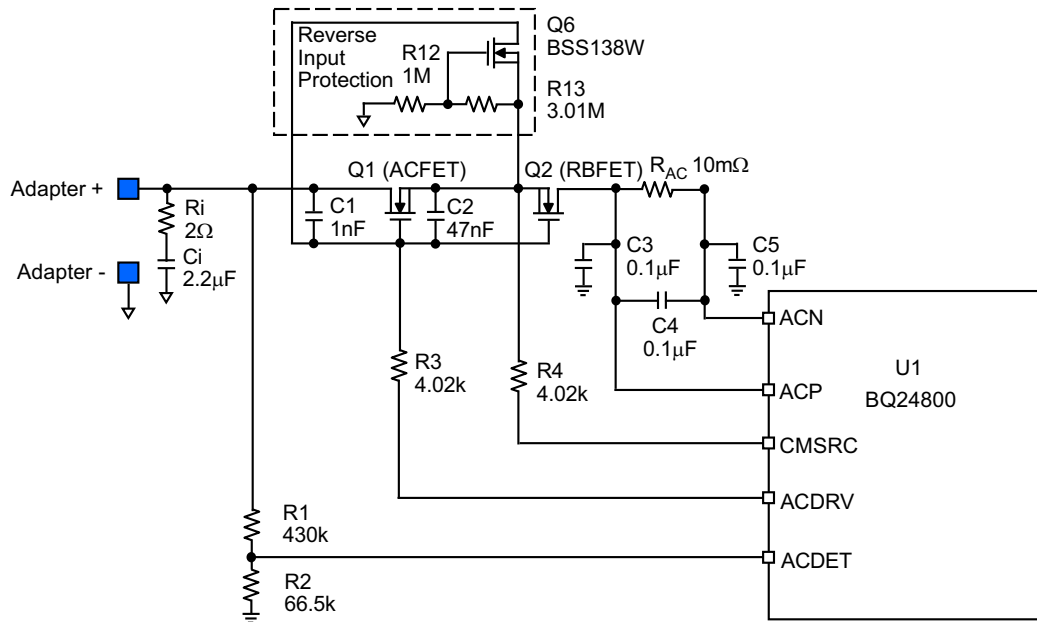 Reverse
Input
Protection
R12
1M
Q6
BSS138W
R13
3.01M
Q1 (ACFET)
Q2 (RBFET)
RAC 10mΩ
Adapter +
Ri
2Ω
Ci
2.2μF
Adapter -
C1
1nF
C2
47nF
C3
0.1μF
C5
0.1μF
C4
0.1μF
R3
4.02k
R4
4.02k
ACN
U1
BQ24800
ACP
CMSRC
ACDRV
ACDET
R1
430k
R2
66.5k